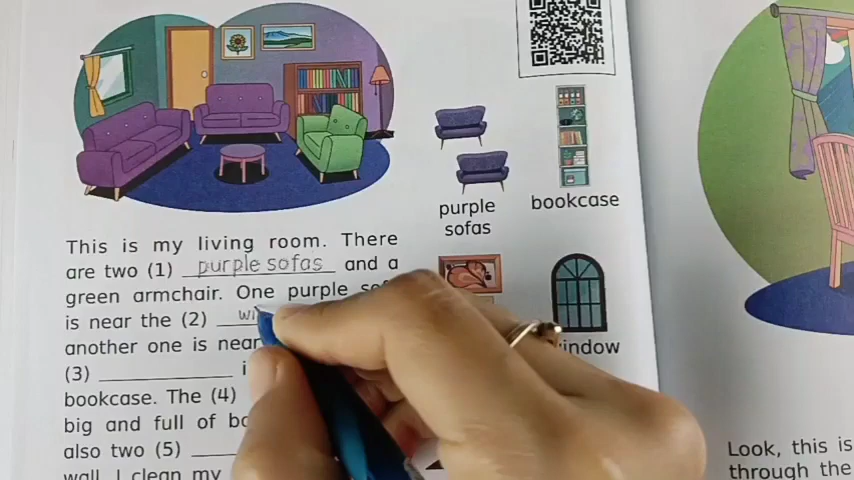 purple
sofas
bookcase
window
This is my living room. There
are two (1) purple sofas and a
green armchair. One purple
is near the (2) wi
another one is near
(3)
bookcase. The (4)
big and full of
also two (5)
wall. I clean my
Look, this is
through the